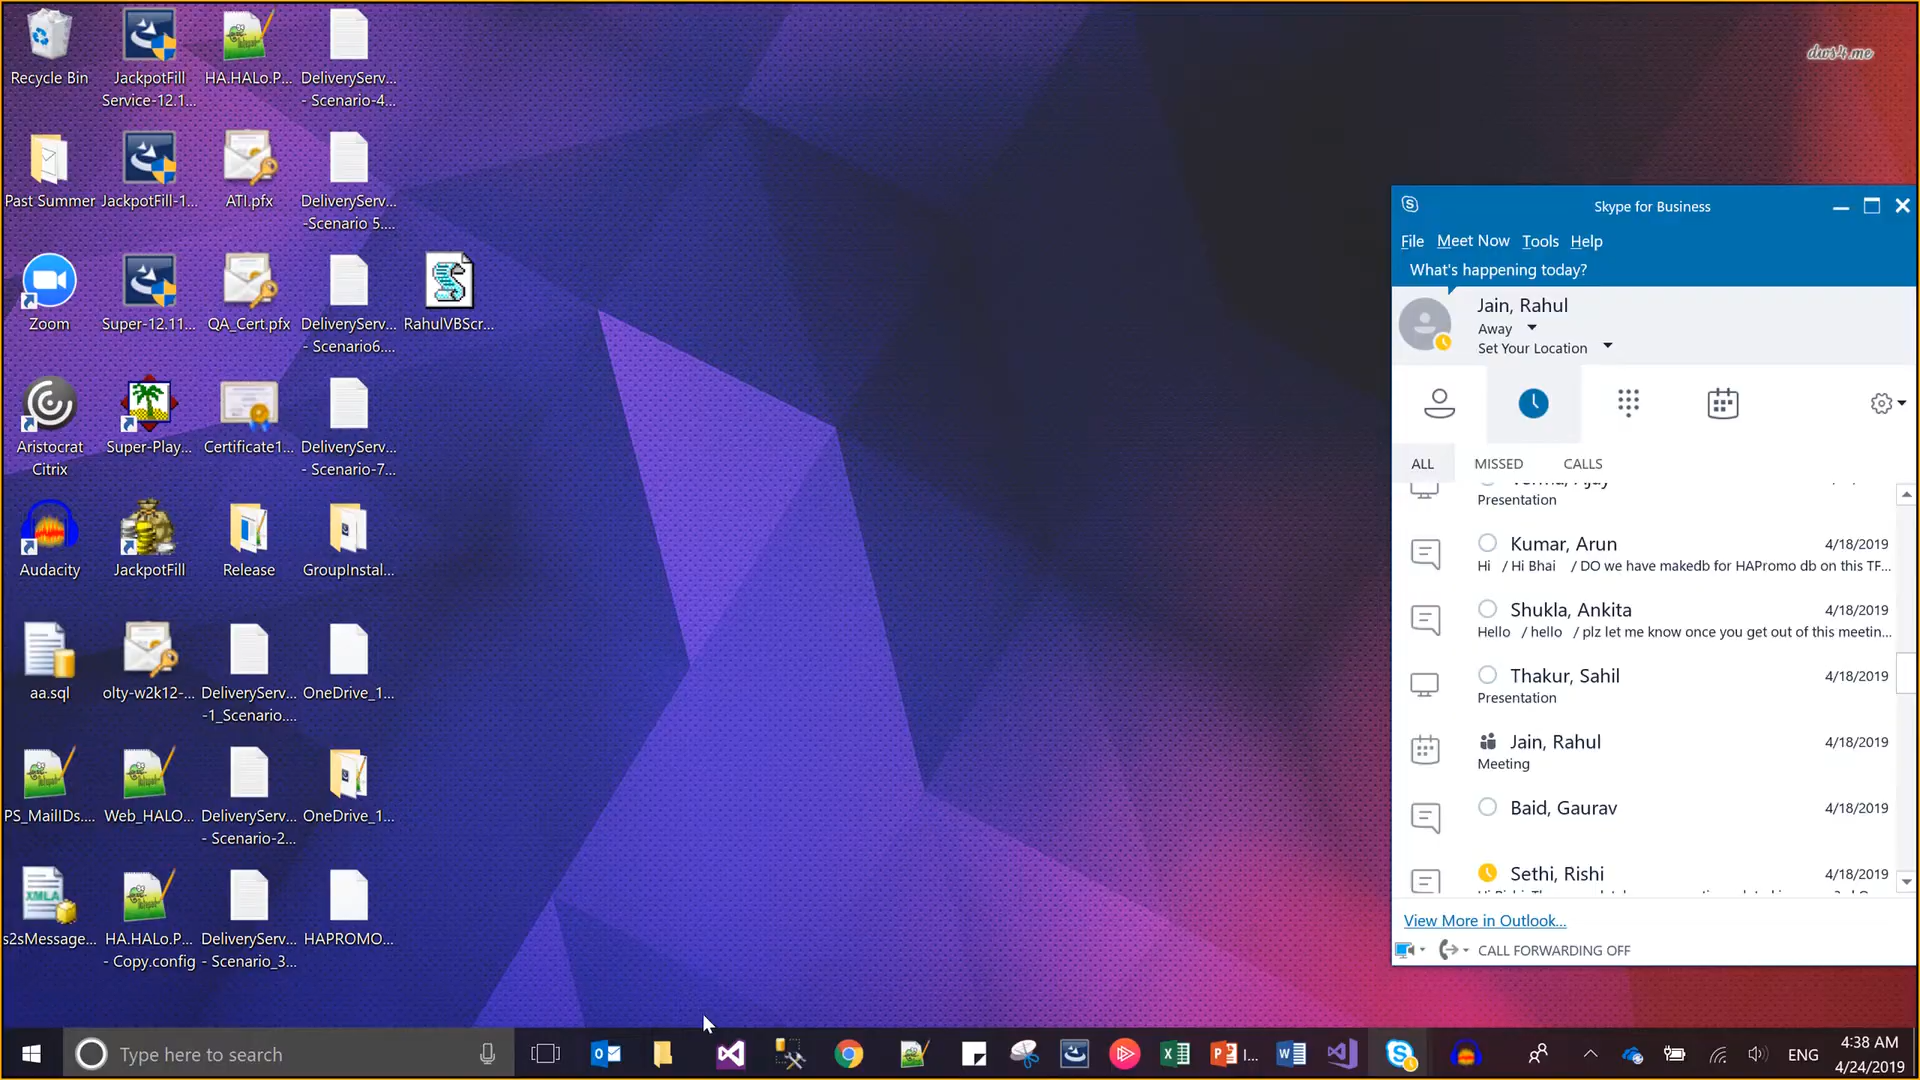 Recycle Bin
JackpotFill
Service-12.1...
HA.HALo.P...
DeliveryServ...
- Scenario-4...
dws4.me
Past Summer
JackpotFill-1...
ATI.pfx
DeliveryServ...
-Scenario 5....
Zoom
Super-12.11...
QA_Cert.pfx
DeliveryServ...
- Scenario6....
RahulVBScr...
Aristocrat
Citrix
Super-Play...
Certificate1...
DeliveryServ...
- Scenario-7...
Audacity
JackpotFill
Release
GroupInstal...
aa.sql
olty-w2k12-...
DeliveryServ...
-1_Scenario....
OneDrive_1...
PS_MailIDs....
Web_HALO...
DeliveryServ...
- Scenario-2...
OneDrive_1...
XMLA
s2sMessage...
HA.HALo.P...
- Copy.config
DeliveryServ...
- Scenario_3...
HAPROMO...
Skype for Business
File Meet Now Tools Help
What's happening today?
Jain, Rahul
Away
Set Your Location
ALL MISSED CALLS
Presentation
Kumar, Arun 4/18/2019
Hi / Hi Bhai / DO we have makedb for HAPromo db on this TF...
Shukla, Ankita 4/18/2019
Hello / hello / plz let me know once you get out of this meetin...
Thakur, Sahil 4/18/2019
Presentation
Jain, Rahul 4/18/2019
Meeting
Baid, Gaurav 4/18/2019
Sethi, Rishi 4/18/2019
View More in Outlook...
CALL FORWARDING OFF
Type here to search
I...
ENG
4:38 AM
4/24/2019